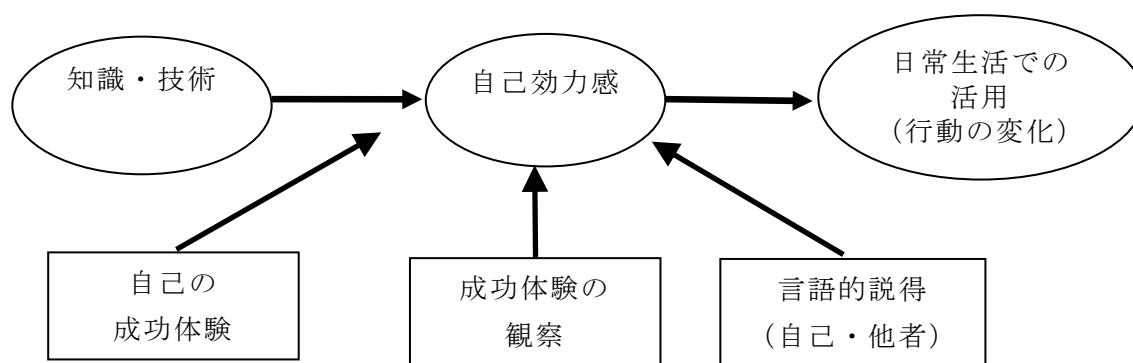 知識・技術
自己効力感
日常生活での
活用
（行動の変化）
自己の
成功体験
成功体験の
観察
言語的説得
（自己・他者）